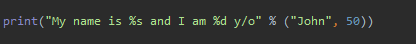 print("My name is %s and I am %d y/o" % ("John", 50))